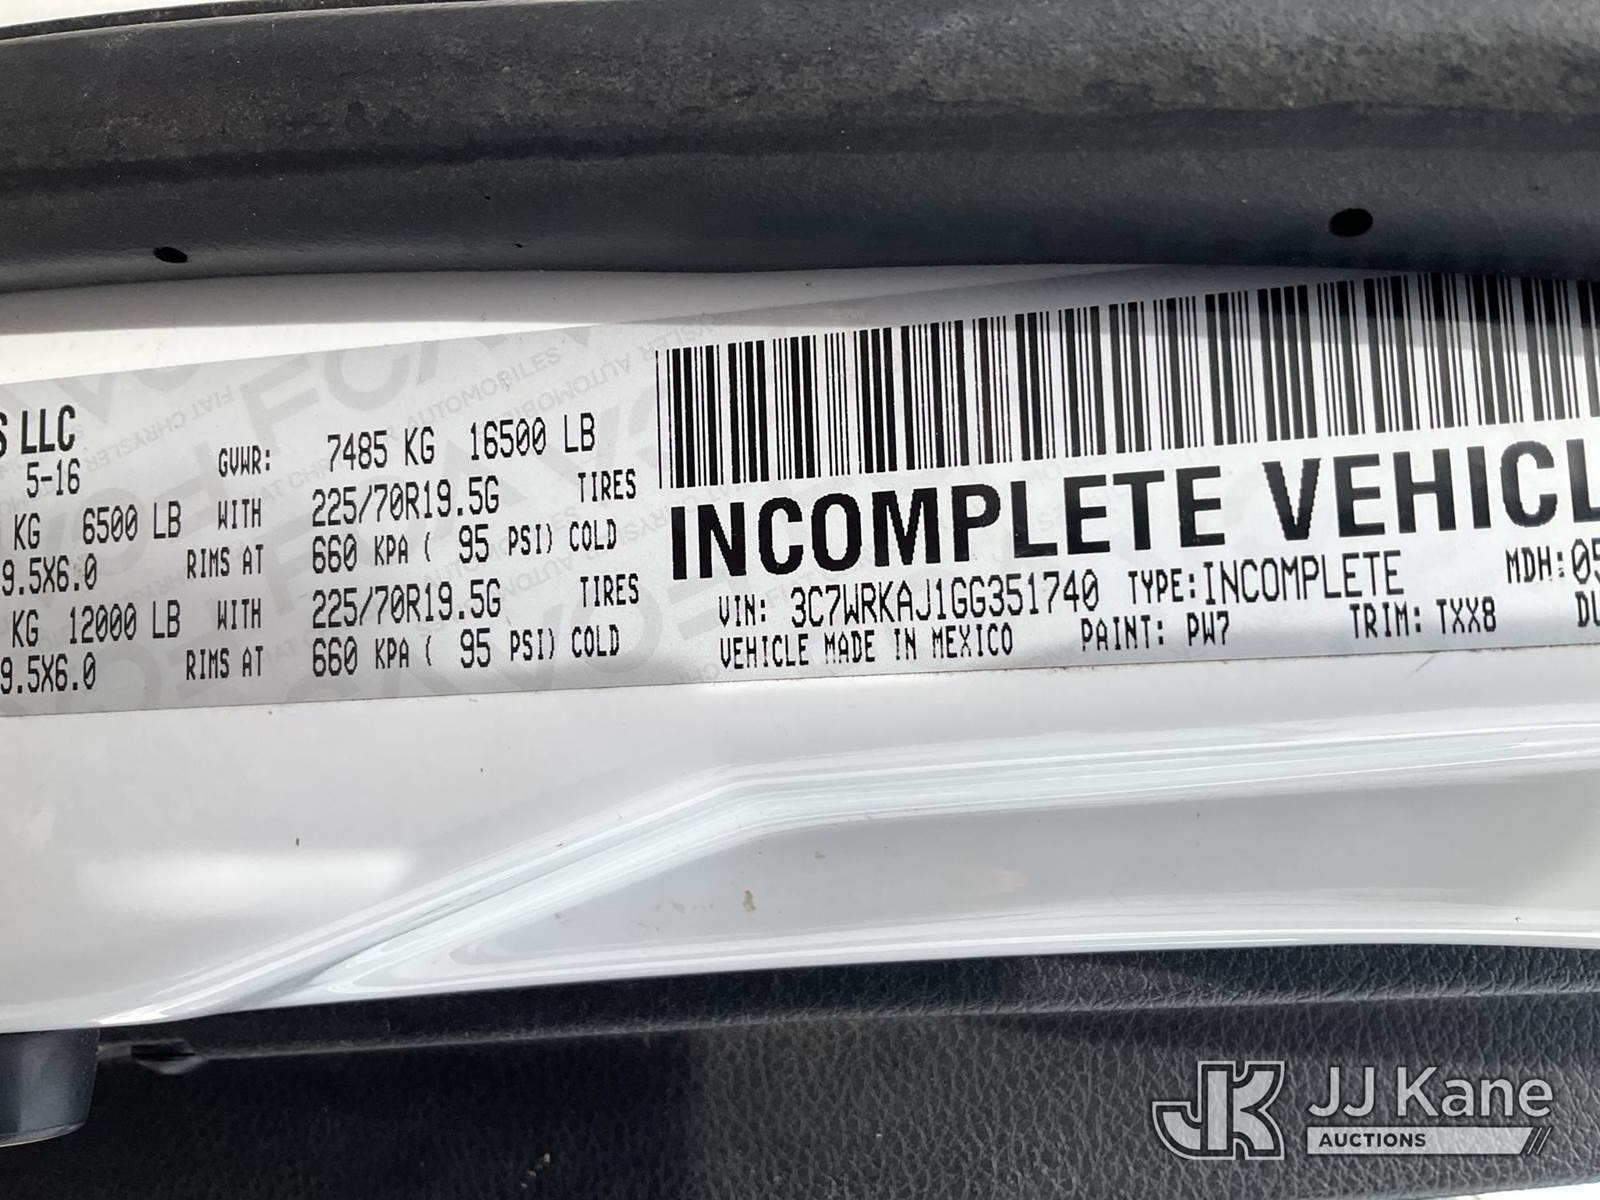 S LLC
5-16
GVWR: 7485 KG 16500 LB
KG 6500 LB WITH 225/70R19.5G TIRES
9.5X6.0 RIMS AT 660 KPA ( 95 PSI) COLD
KG 12000 LB WITH 225/70R19.5G TIRES
9.5X6.0 RIMS AT 660 KPA ( 95 PSI) COLD
INCOMPLETE VEHICL
VIN: 3C7WRKAJ1GG351740 TYPE: INCOMPLETE MDH: 05
VEHICLE MADE IN MEXICO PAINT: PW7 TRIM: TXX8 DU
JK JJ Kane
AUCTIONS